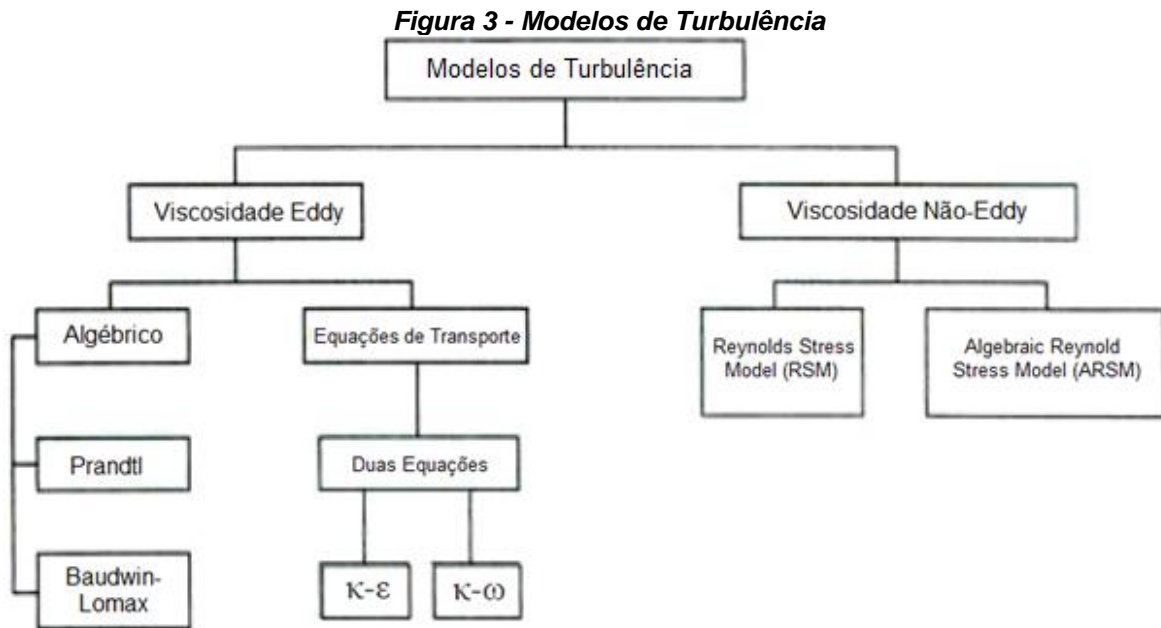 Figura 3 - Modelos de Turbulência
Modelos de Turbulência
Viscosidade Eddy
Viscosidade Não-Eddy
Algébrico
Equações de Transporte
Reynolds Stress
Model (RSM)
Algebraic Reynold
Stress Model (ARSM)
Prandtl
Duas Equações
Baudwin-
Lomax
κ-ε
κ-ω